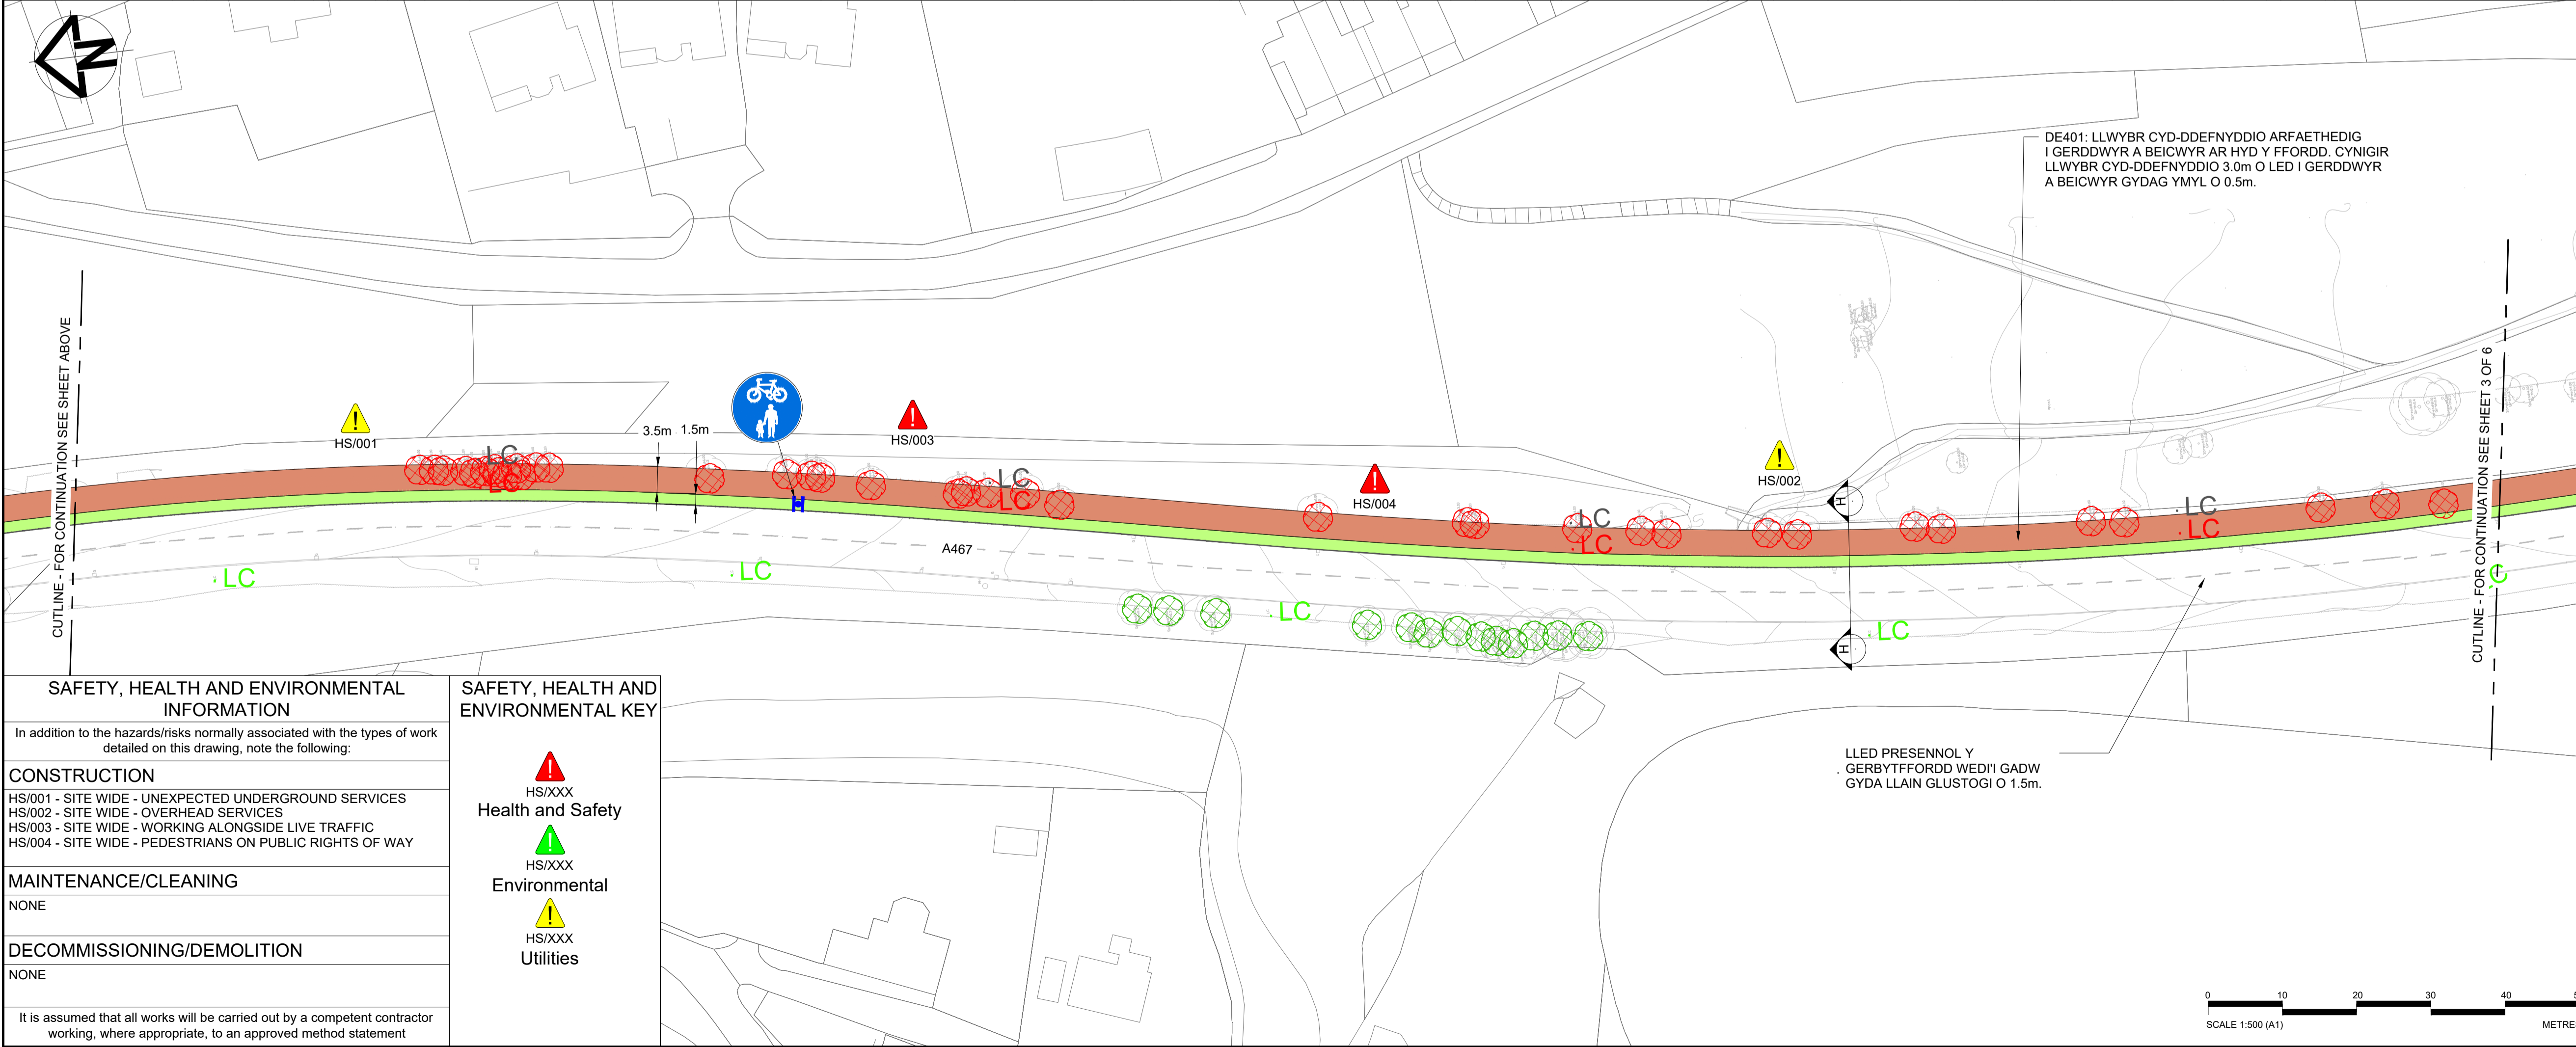 N
DE401: LLWYBR CYD-DDEFNYDDIO ARFAETHEDIG
I GERDDWYR A BEICWYR AR HYD Y FFORDD. CYNIGIR
LLWYBR CYD-DDEFNYDDIO 3.0m O LED I GERDDWYR
A BEICWYR GYDAG YMYL O 0.5m.
CUTLINE - FOR CONTINUATION SEE SHEET ABOVE
HS/001
LC
LC
3.5m
1.5m
H
HS/003
LC
LC
HS/004
LC
LC
HS/002
H
H
LC
LC
CUTLINE - FOR CONTINUATION SEE SHEET 3 OF 6
A467
LC
LC
LC
LC
C
LLED PRESENNOL Y
GERBYTFFORDD WEDI'I GADW
GYDA LLAIN GLUSTOGI O 1.5m.
SAFETY, HEALTH AND ENVIRONMENTAL
INFORMATION
In addition to the hazards/risks normally associated with the types of work
detailed on this drawing, note the following:
CONSTRUCTION
HS/001 - SITE WIDE - UNEXPECTED UNDERGROUND SERVICES
HS/002 - SITE WIDE - OVERHEAD SERVICES
HS/003 - SITE WIDE - WORKING ALONGSIDE LIVE TRAFFIC
HS/004 - SITE WIDE - PEDESTRIANS ON PUBLIC RIGHTS OF WAY
MAINTENANCE/CLEANING
NONE
DECOMMISSIONING/DEMOLITION
NONE
It is assumed that all works will be carried out by a competent contractor
working, where appropriate, to an approved method statement
SAFETY, HEALTH AND
ENVIRONMENTAL KEY
HS/XXX
Health and Safety
HS/XXX
Environmental
HS/XXX
Utilities
0 10 20 30 40
SCALE 1:500 (A1)
METRE